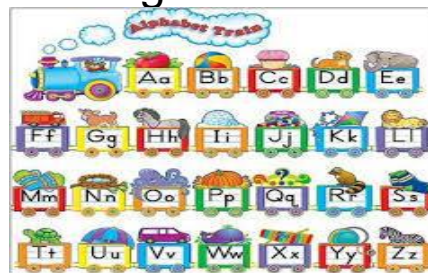 Alphabet Train
Aa Bb Cc Dd Ee
Ff Gg Hh Ii Jj Kk Ll
Mm Nn Oo Pp Qq Rr Ss
Tt Uu Vv Ww Xx Yy Zz